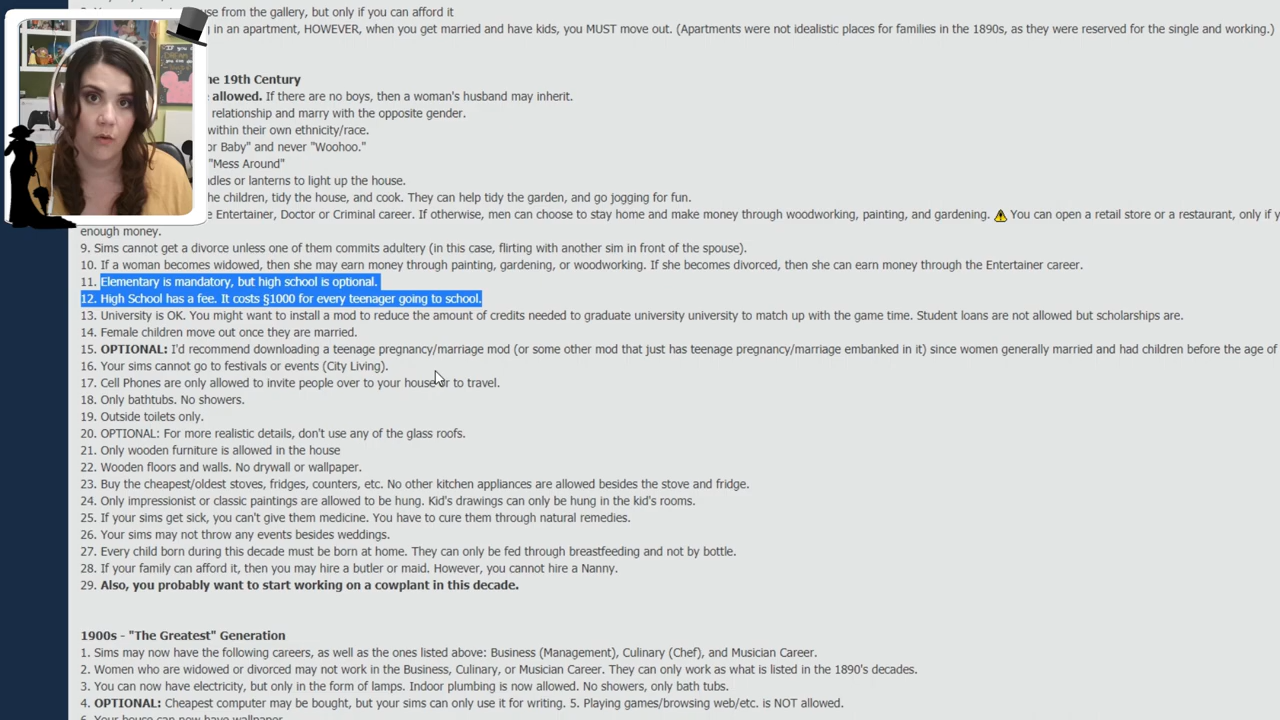 use from the gallery, but only if you can afford it
g in an apartment, HOWEVER, when you get married and have kids, you MUST move out. (Apartments were not idealistic places for families in the 1890s, as they were reserved for the single and working.)
he 19th Century
allowed. If there are no boys, then a woman's husband may inherit.
relationship and marry with the opposite gender.
within their own ethnicity/race.
or Baby" and never "Woohoo."
"Mess Around"
ndles or lanterns to light up the house.
the children, tidy the house, and cook. They can help tidy the garden, and go jogging for fun.
e Entertainer, Doctor or Criminal career. If otherwise, men can choose to stay home and make money through woodworking, painting, and gardening. ⚠ You can open a retail store or a restaurant, only if y
enough money.
9. Sims cannot get a divorce unless one of them commits adultery (in this case, flirting with another sim in front of the spouse).
10. If a woman becomes widowed, then she may earn money through painting, gardening, or woodworking. If she becomes divorced, then she can earn money through the Entertainer career.
11. Elementary is mandatory, but high school is optional.
12. High School has a fee. It costs §1000 for every teenager going to school.
13. University is OK. You might want to install a mod to reduce the amount of credits needed to graduate university university to match up with the game time. Student loans are not allowed but scholarships are.
14. Female children move out once they are married.
15. OPTIONAL: I'd recommend downloading a teenage pregnancy/marriage mod (or some other mod that just has teenage pregnancy/marriage embanked in it) since women generally married and had children before the age of
16. Your sims cannot go to festivals or events (City Living).
17. Cell Phones are only allowed to invite people over to your house or to travel.
18. Only bathtubs. No showers.
19. Outside toilets only.
20. OPTIONAL: For more realistic details, don't use any of the glass roofs.
21. Only wooden furniture is allowed in the house
22. Wooden floors and walls. No drywall or wallpaper.
23. Buy the cheapest/oldest stoves, fridges, counters, etc. No other kitchen appliances are allowed besides the stove and fridge.
24. Only impressionist or classic paintings are allowed to be hung. Kid's drawings can only be hung in the kid's rooms.
25. If your sims get sick, you can't give them medicine. You have to cure them through natural remedies.
26. Your sims may not throw any events besides weddings.
27. Every child born during this decade must be born at home. They can only be fed through breastfeeding and not by bottle.
28. If your family can afford it, then you may hire a butler or maid. However, you cannot hire a Nanny.
29. Also, you probably want to start working on a cowplant in this decade.
1900s - "The Greatest" Generation
1. Sims may now have the following careers, as well as the ones listed above: Business (Management), Culinary (Chef), and Musician Career.
2. Women who are widowed or divorced may not work in the Business, Culinary, or Musician Career. They can only work as what is listed in the 1890's decades.
3. You can now have electricity, but only in the form of lamps. Indoor plumbing is now allowed. No showers, only bath tubs.
4. OPTIONAL: Cheapest computer may be bought, but your sims can only use it for writing. 5. Playing games/browsing web/etc. is NOT allowed.
6. Your house can now have wallpaper